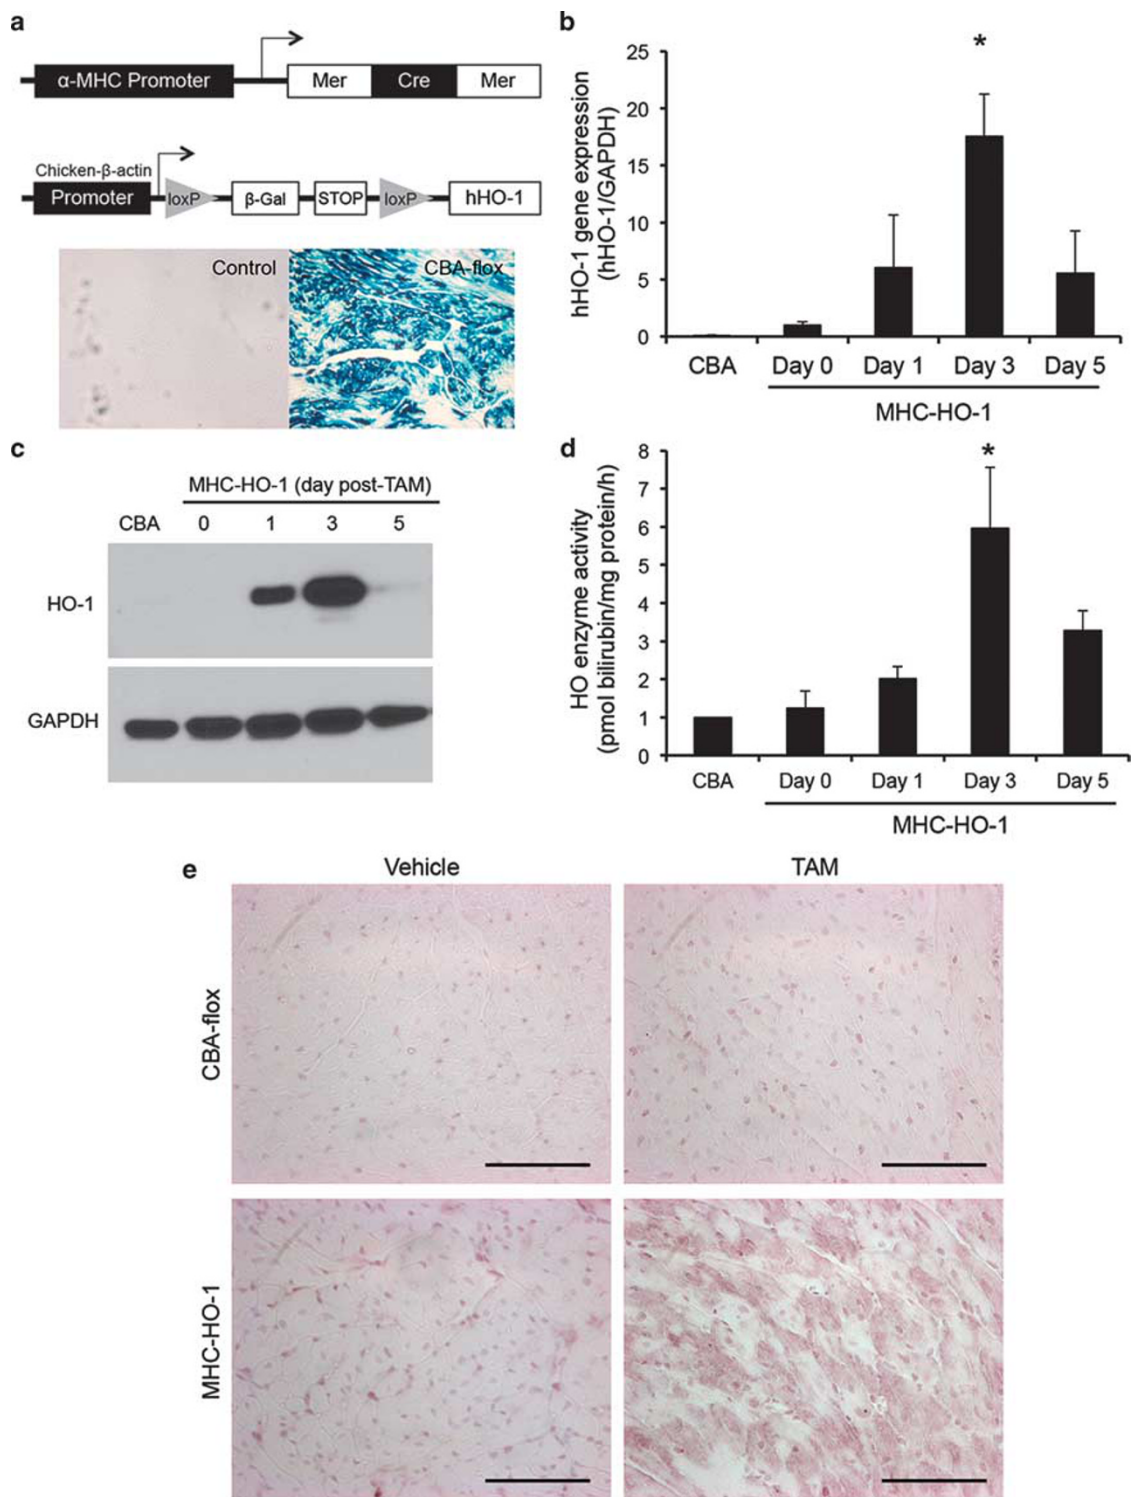 a
α-MHC Promoter
Mer
Cre
Mer
Chicken-β-actin
Promoter
loxP
β-Gal
STOP
loxP
hHO-1
Control
CBA-flox
b
hHO-1 gene expression
(hHO-1/GAPDH)
25
20
15
10
5
0
*
CBA
Day 0
Day 1
Day 3
Day 5
MHC-HO-1
c
MHC-HO-1 (day post-TAM)
CBA
0
1
3
5
HO-1
GAPDH
d
HO enzyme activity
(pmol bilirubin/mg protein/h)
8
7
6
5
4
3
2
1
0
*
CBA
Day 0
Day 1
Day 3
Day 5
MHC-HO-1
e
Vehicle
TAM
CBA-flox
MHC-HO-1